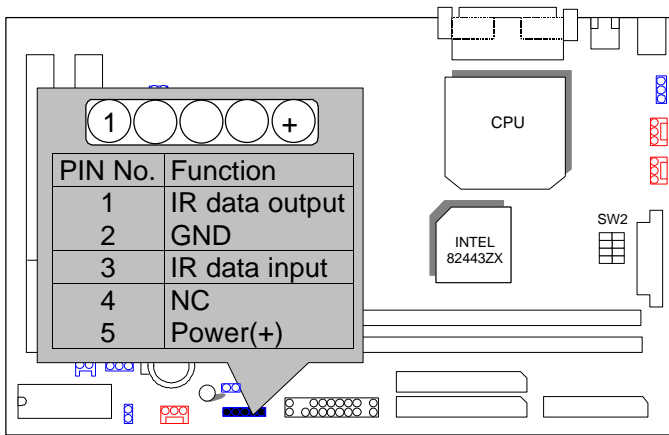 1 +
PIN No. Function
1 IR data output
2 GND
3 IR data input
4 NC
5 Power(+)
CPU
SW2
INTEL
82443ZX